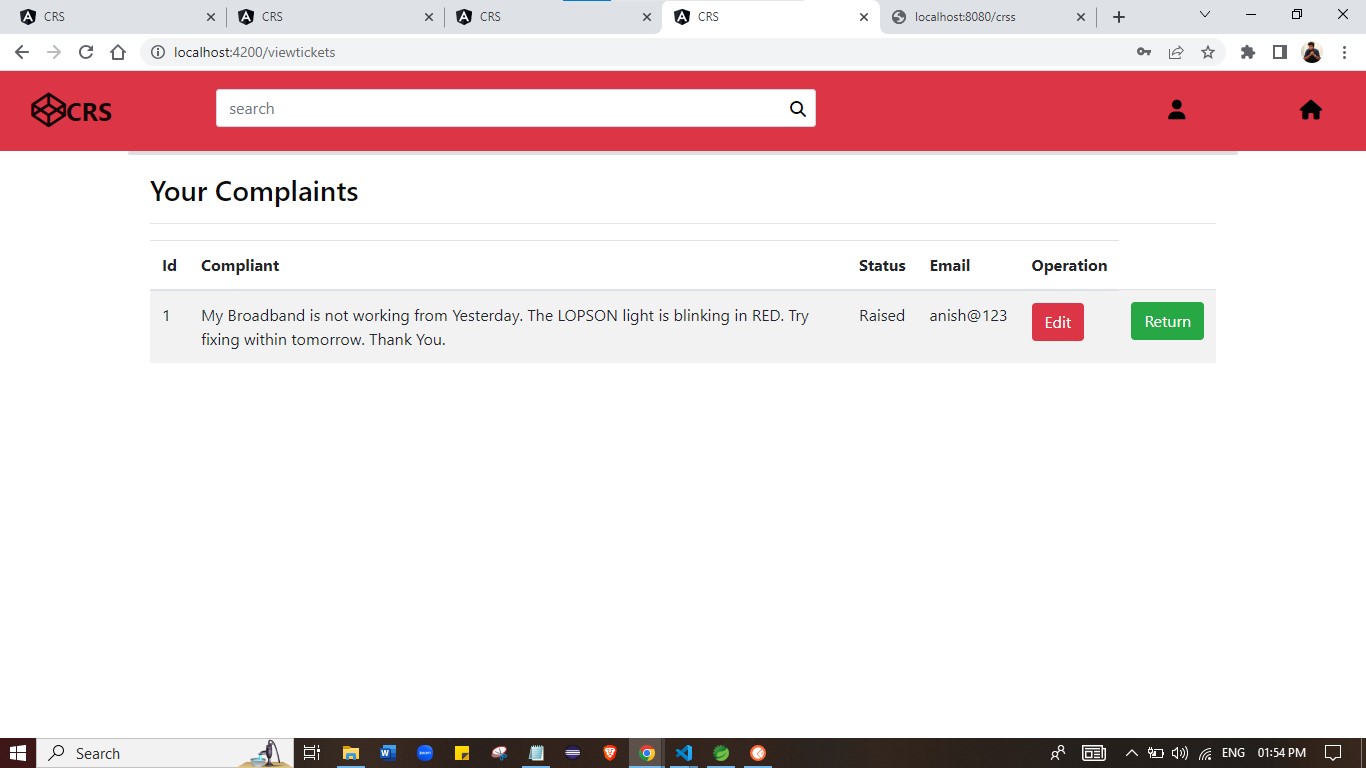 CRS
CRS
CRS
CRS
localhost:8080/crss
localhost:4200/viewtickets
CRS
search
Your Complaints
Id Compliant Status Email Operation
1 My Broadband is not working from Yesterday. The LOPSON light is blinking in RED. Try Raised anish@123 Edit Return
fixing within tomorrow. Thank You.
Search
ENG 01:54 PM